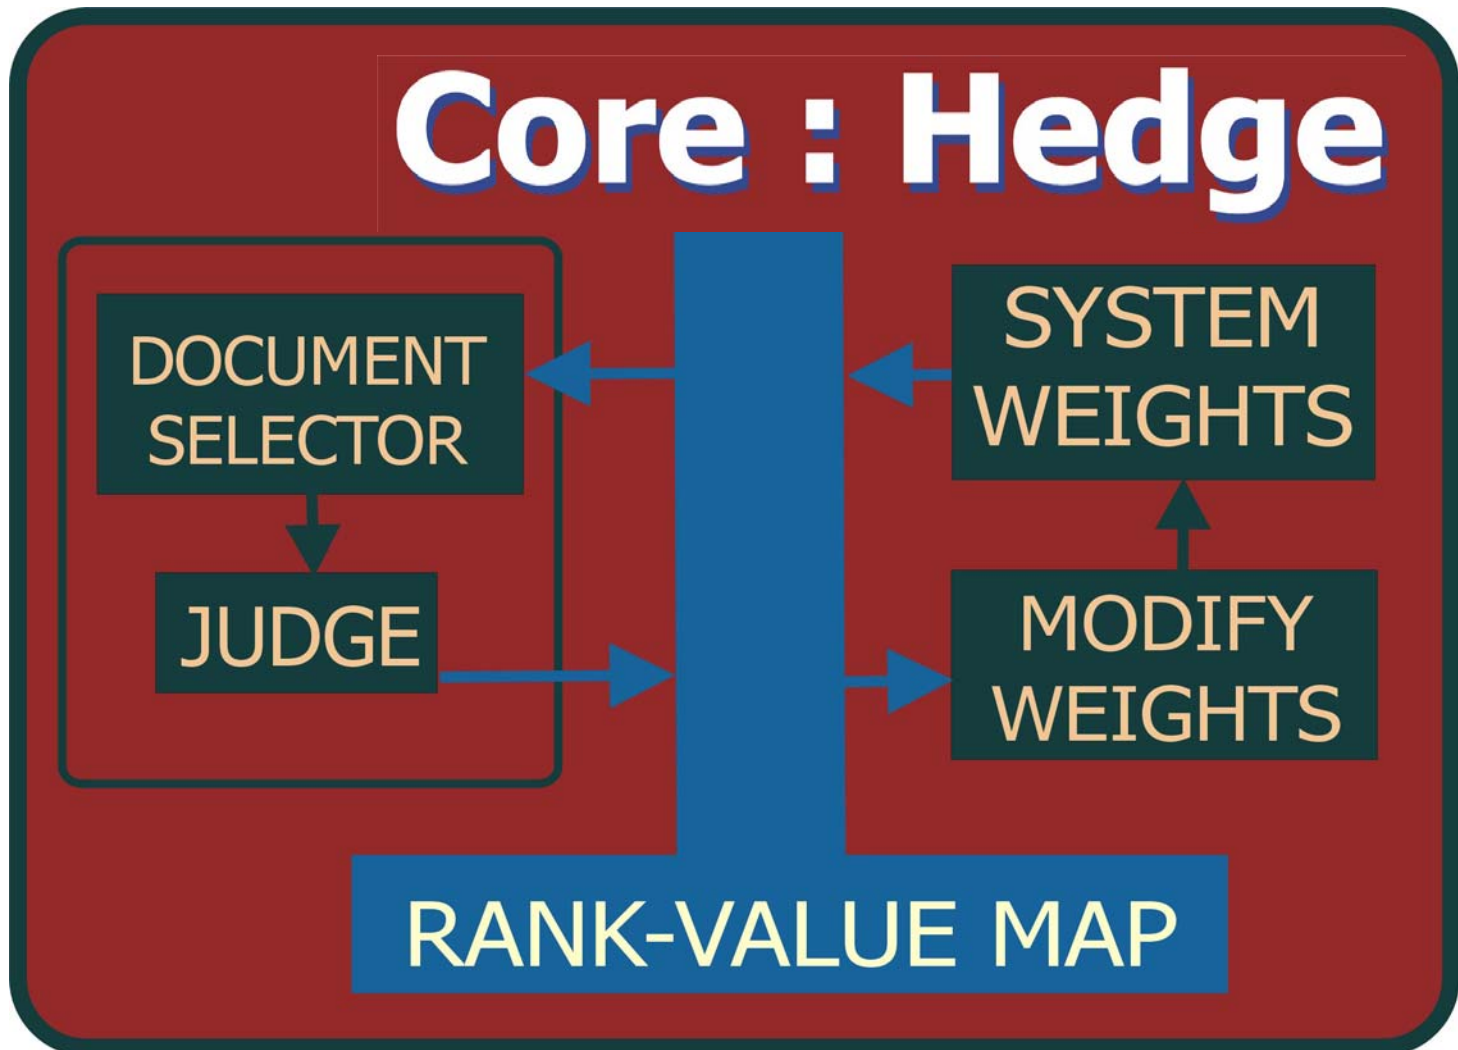 Core : Hedge
DOCUMENT
SELECTOR
JUDGE
SYSTEM
WEIGHTS
MODIFY
WEIGHTS
RANK-VALUE MAP